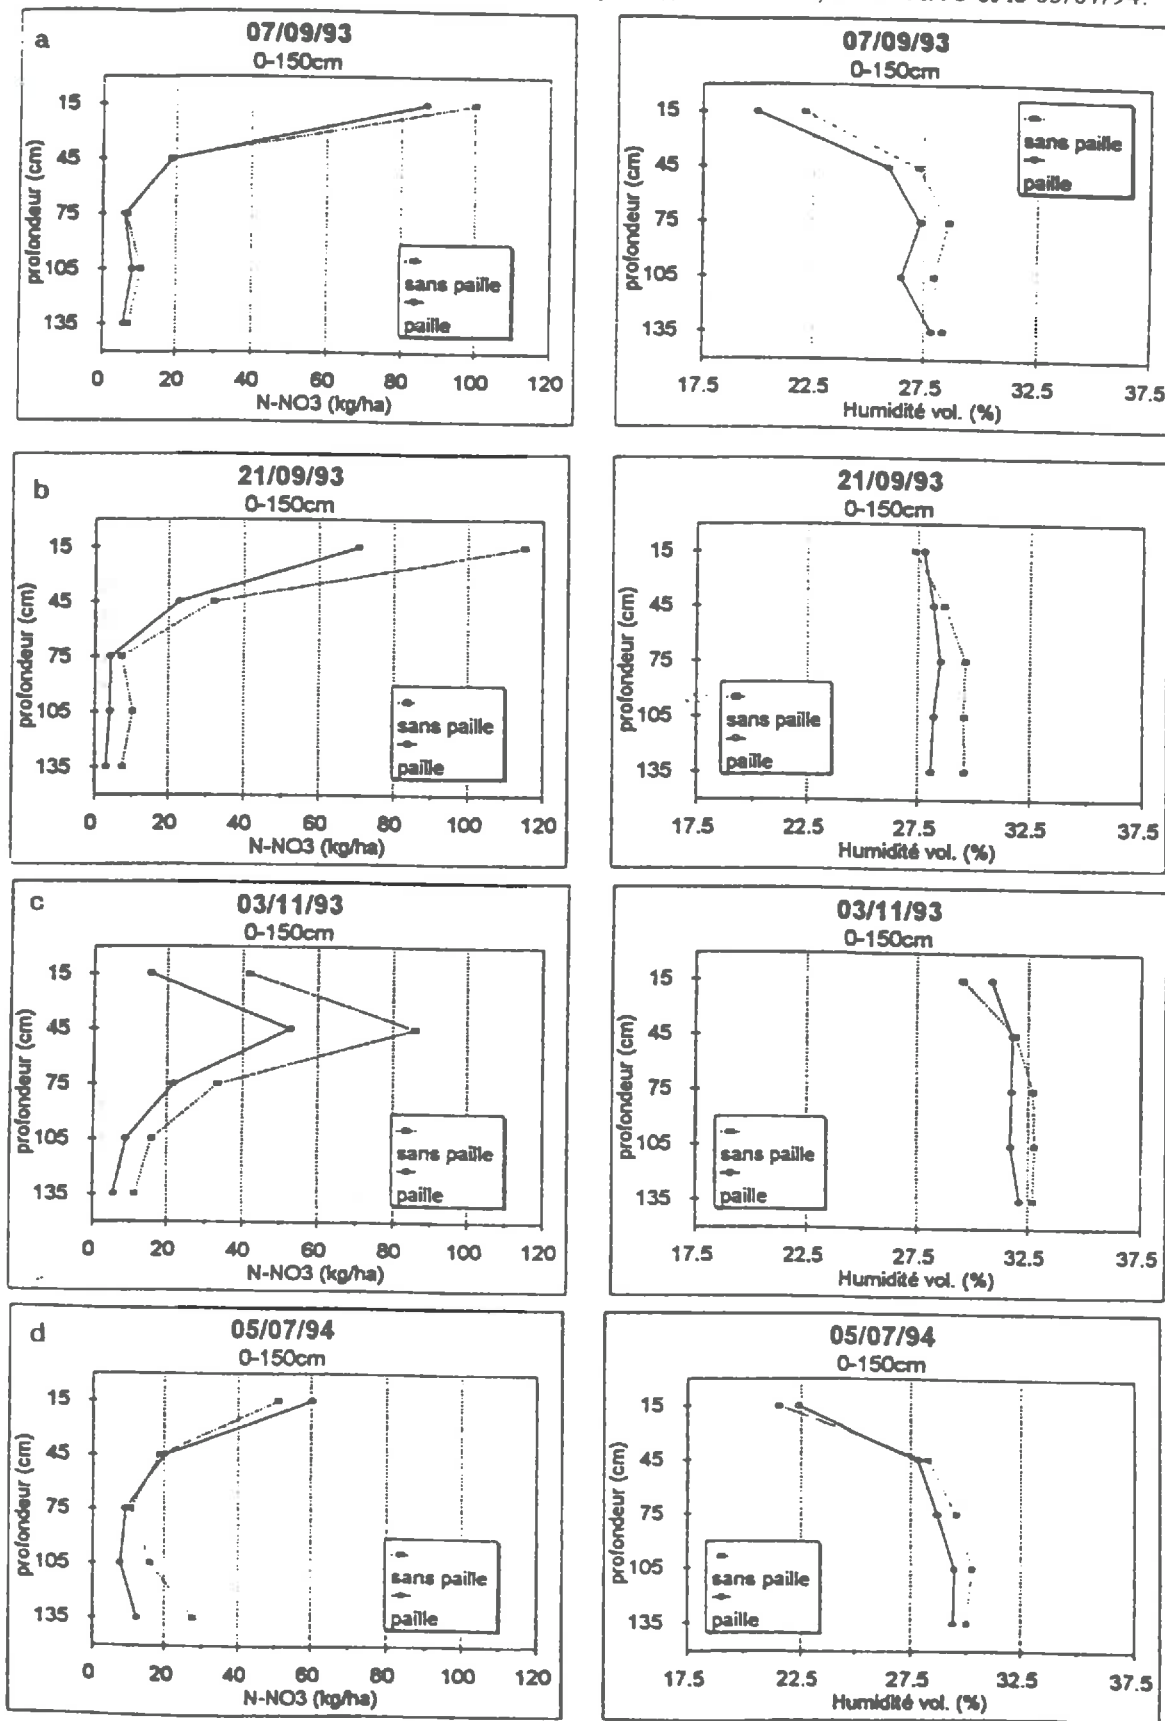 05/07/94.
a
07/09/93
0-150cm
profondeur (cm)
15
45
75
105
135
sans paille
paille
0 20 40 60 80 100 120
N-NO3 (kg/ha)
07/09/93
0-150cm
profondeur (cm)
15
45
75
105
135
sans paille
paille
17.5 22.5 27.5 32.5 37.5
Humidité vol. (%)
b
21/09/93
0-150cm
profondeur (cm)
15
45
75
105
135
sans paille
paille
0 20 40 60 80 100 120
N-NO3 (kg/ha)
21/09/93
0-150cm
profondeur (cm)
15
45
75
105
135
sans paille
paille
17.5 22.5 27.5 32.5 37.5
Humidité vol. (%)
c
03/11/93
0-150cm
profondeur (cm)
15
45
75
105
135
sans paille
paille
0 20 40 60 80 100 120
N-NO3 (kg/ha)
03/11/93
0-150cm
profondeur (cm)
15
45
75
105
135
sans paille
paille
17.5 22.5 27.5 32.5 37.5
Humidité vol. (%)
d
05/07/94
0-150cm
profondeur (cm)
15
45
75
105
135
sans paille
paille
0 20 40 60 80 100 120
N-NO3 (kg/ha)
05/07/94
0-150cm
profondeur (cm)
15
45
75
105
135
sans paille
paille
17.5 22.5 27.5 32.5 37.5
Humidité vol. (%)